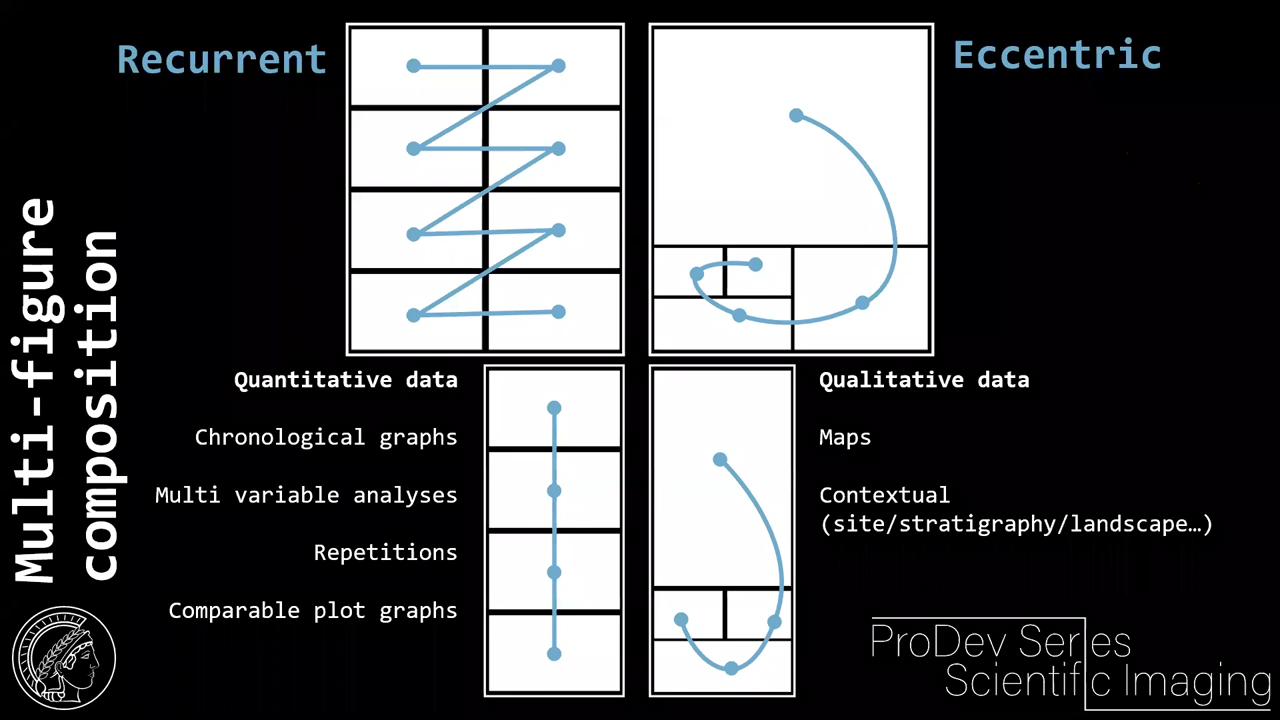 Multi-figure
composition
Recurrent
Quantitative data
Chronological graphs
Multi variable analyses
Repetitions
Comparable plot graphs
Eccentric
Qualitative data
Maps
Contextual
(site/stratigraphy/landscape…)
ProDev Series
Scientific Imaging